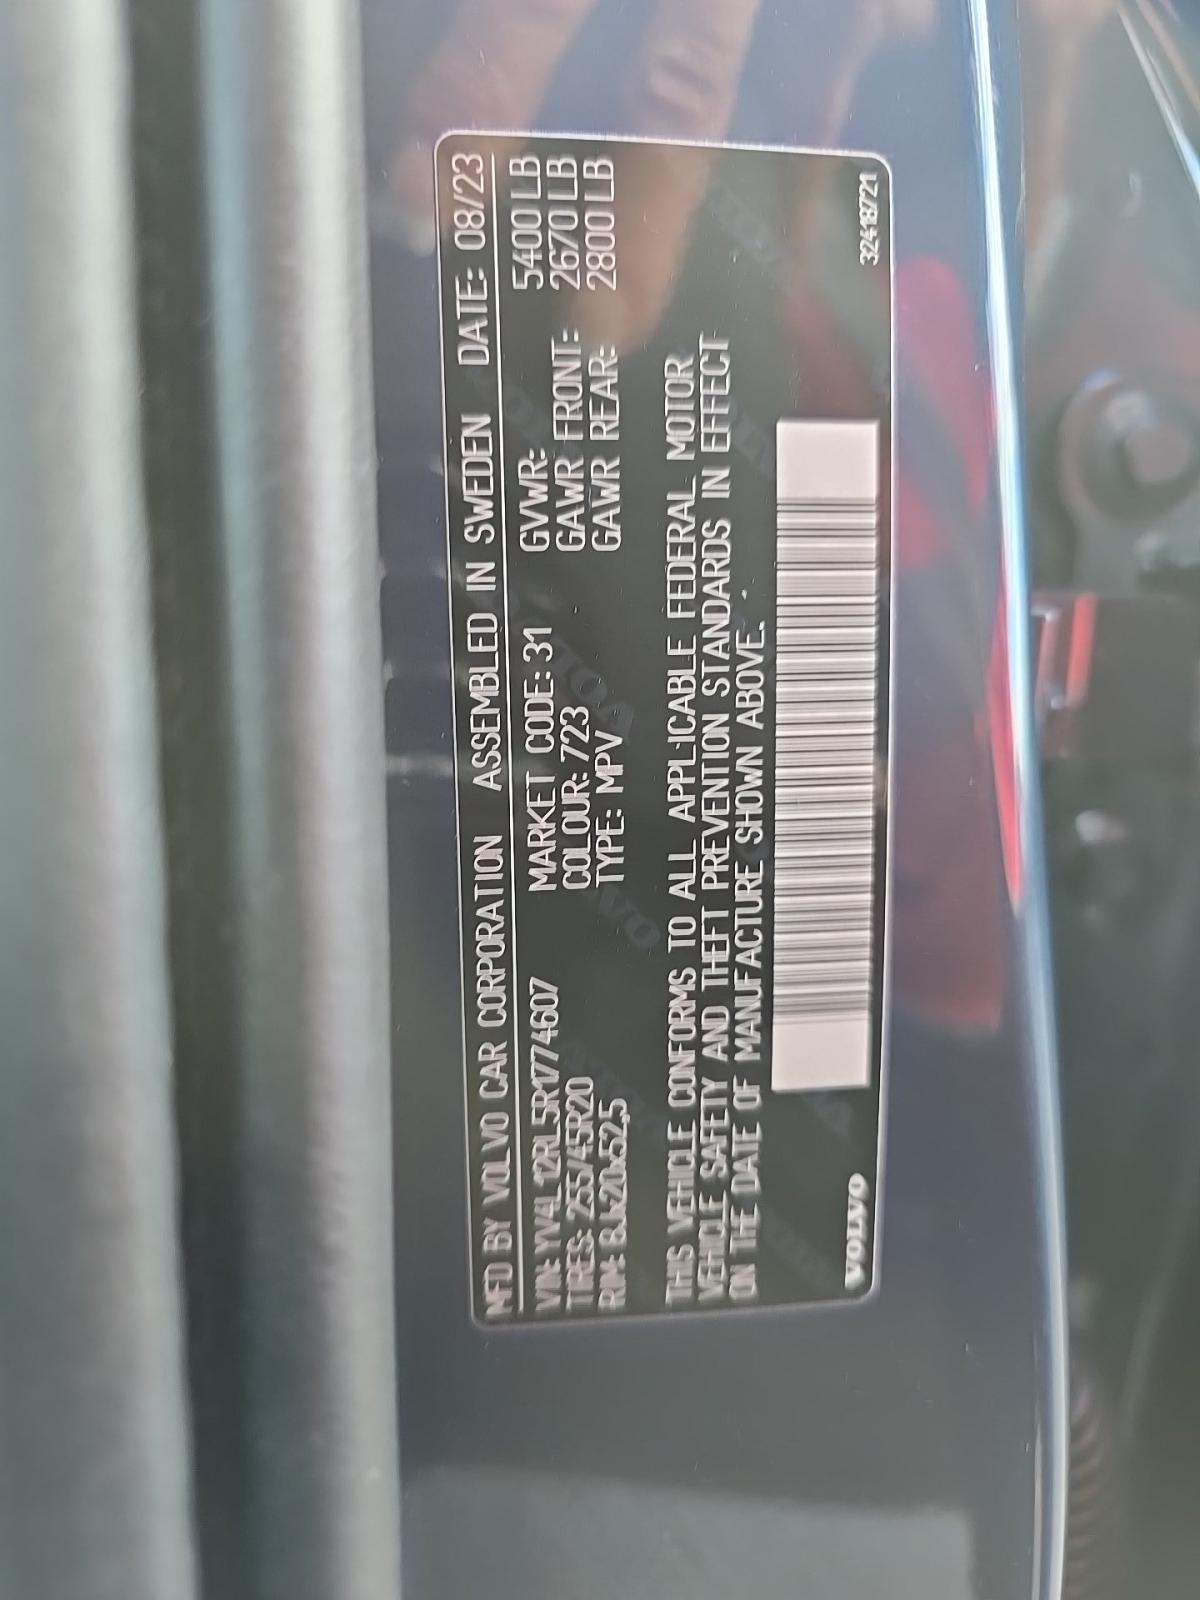 MFD BY VOLVO CAR CORPORATION ASSEMBLED IN SWEDEN DATE: 08/23
VIN: YV4L12RL5R1774607 MARKET CODE: 31 GVWR: 5400 LB
TIRES: 255/45R20 COLOUR: 723 GAWR FRONT: 2670 LB
RIM: 8Jx20x52,5 TYPE: MPV GAWR REAR: 2800 LB
THIS VEHICLE CONFORMS TO ALL APPLICABLE FEDERAL MOTOR
VEHICLE SAFETY AND THEFT PREVENTION STANDARDS IN EFFECT
ON THE DATE OF MANUFACTURE SHOWN ABOVE.
VOLVO 32418721